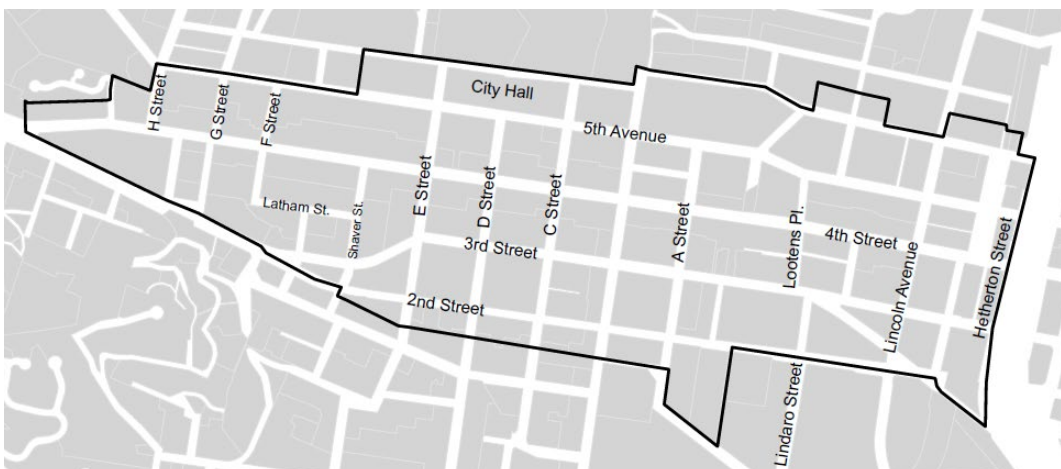 City Hall
H Street
G Street
F Street
5th Avenue
E Street
D Street
C Street
Latham St.
Shaver St.
A Street
Lootens Pl.
4th Street
3rd Street
Lincoln Avenue
Hetherton Street
2nd Street
Lindaro Street